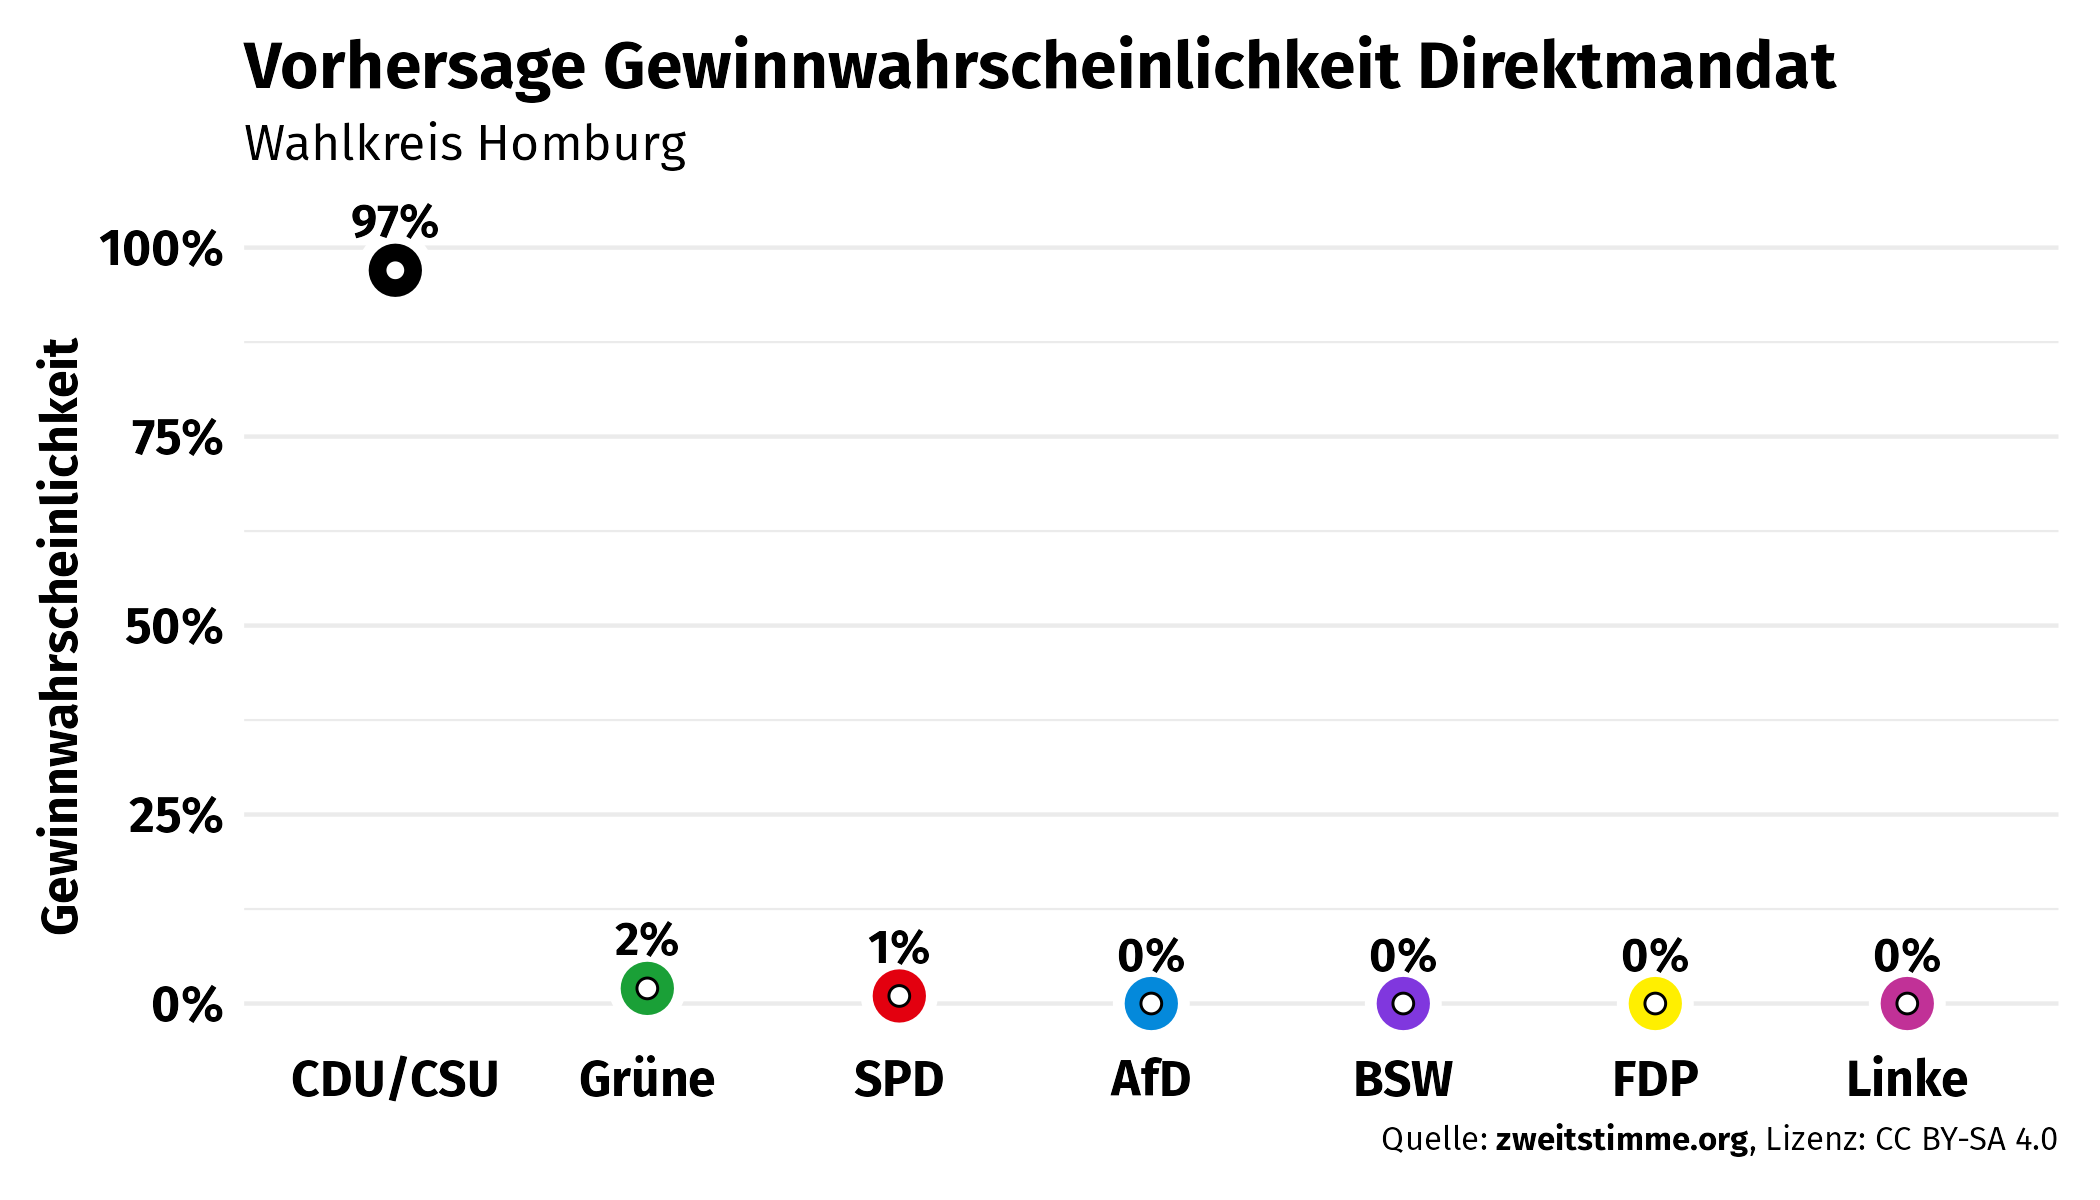 Vorhersage Gewinnwahrscheinlichkeit Direktmandat
Wahlkreis Homburg
Gewinnwahrscheinlichkeit
100%
75%
50%
25%
0%
97%
2%
1%
0%
0%
0%
0%
CDU/CSU
Grüne
SPD
AfD
BSW
FDP
Linke
Quelle: zweitstimme.org, Lizenz: CC BY-SA 4.0